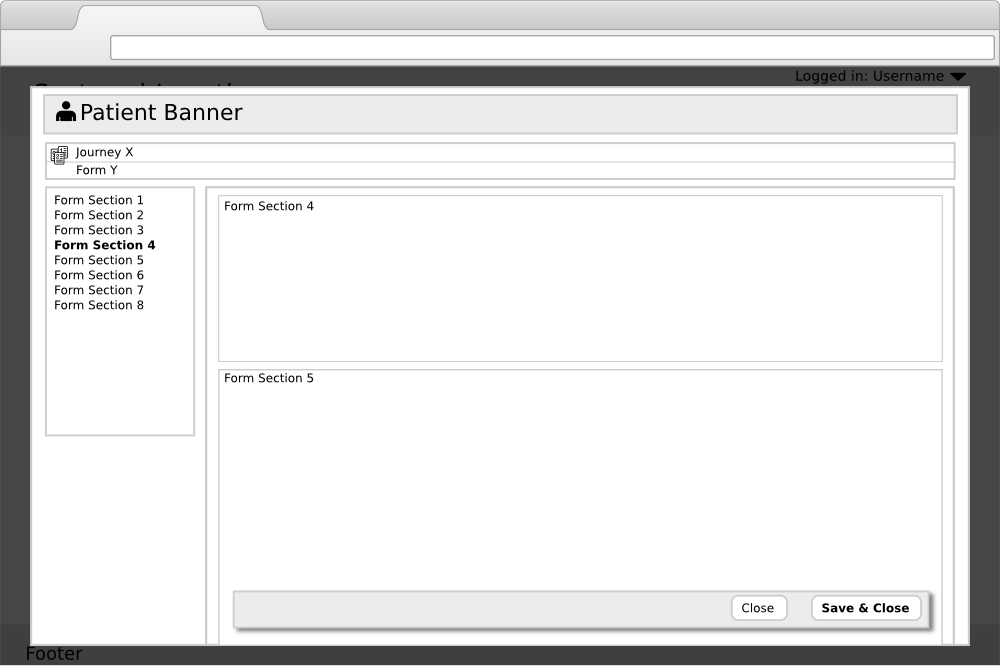 Logged in: Username
Patient Banner
Journey X
Form Y
Form Section 1
Form Section 2
Form Section 3
Form Section 4
Form Section 5
Form Section 6
Form Section 7
Form Section 8
Form Section 4
Form Section 5
Close
Save & Close
Footer